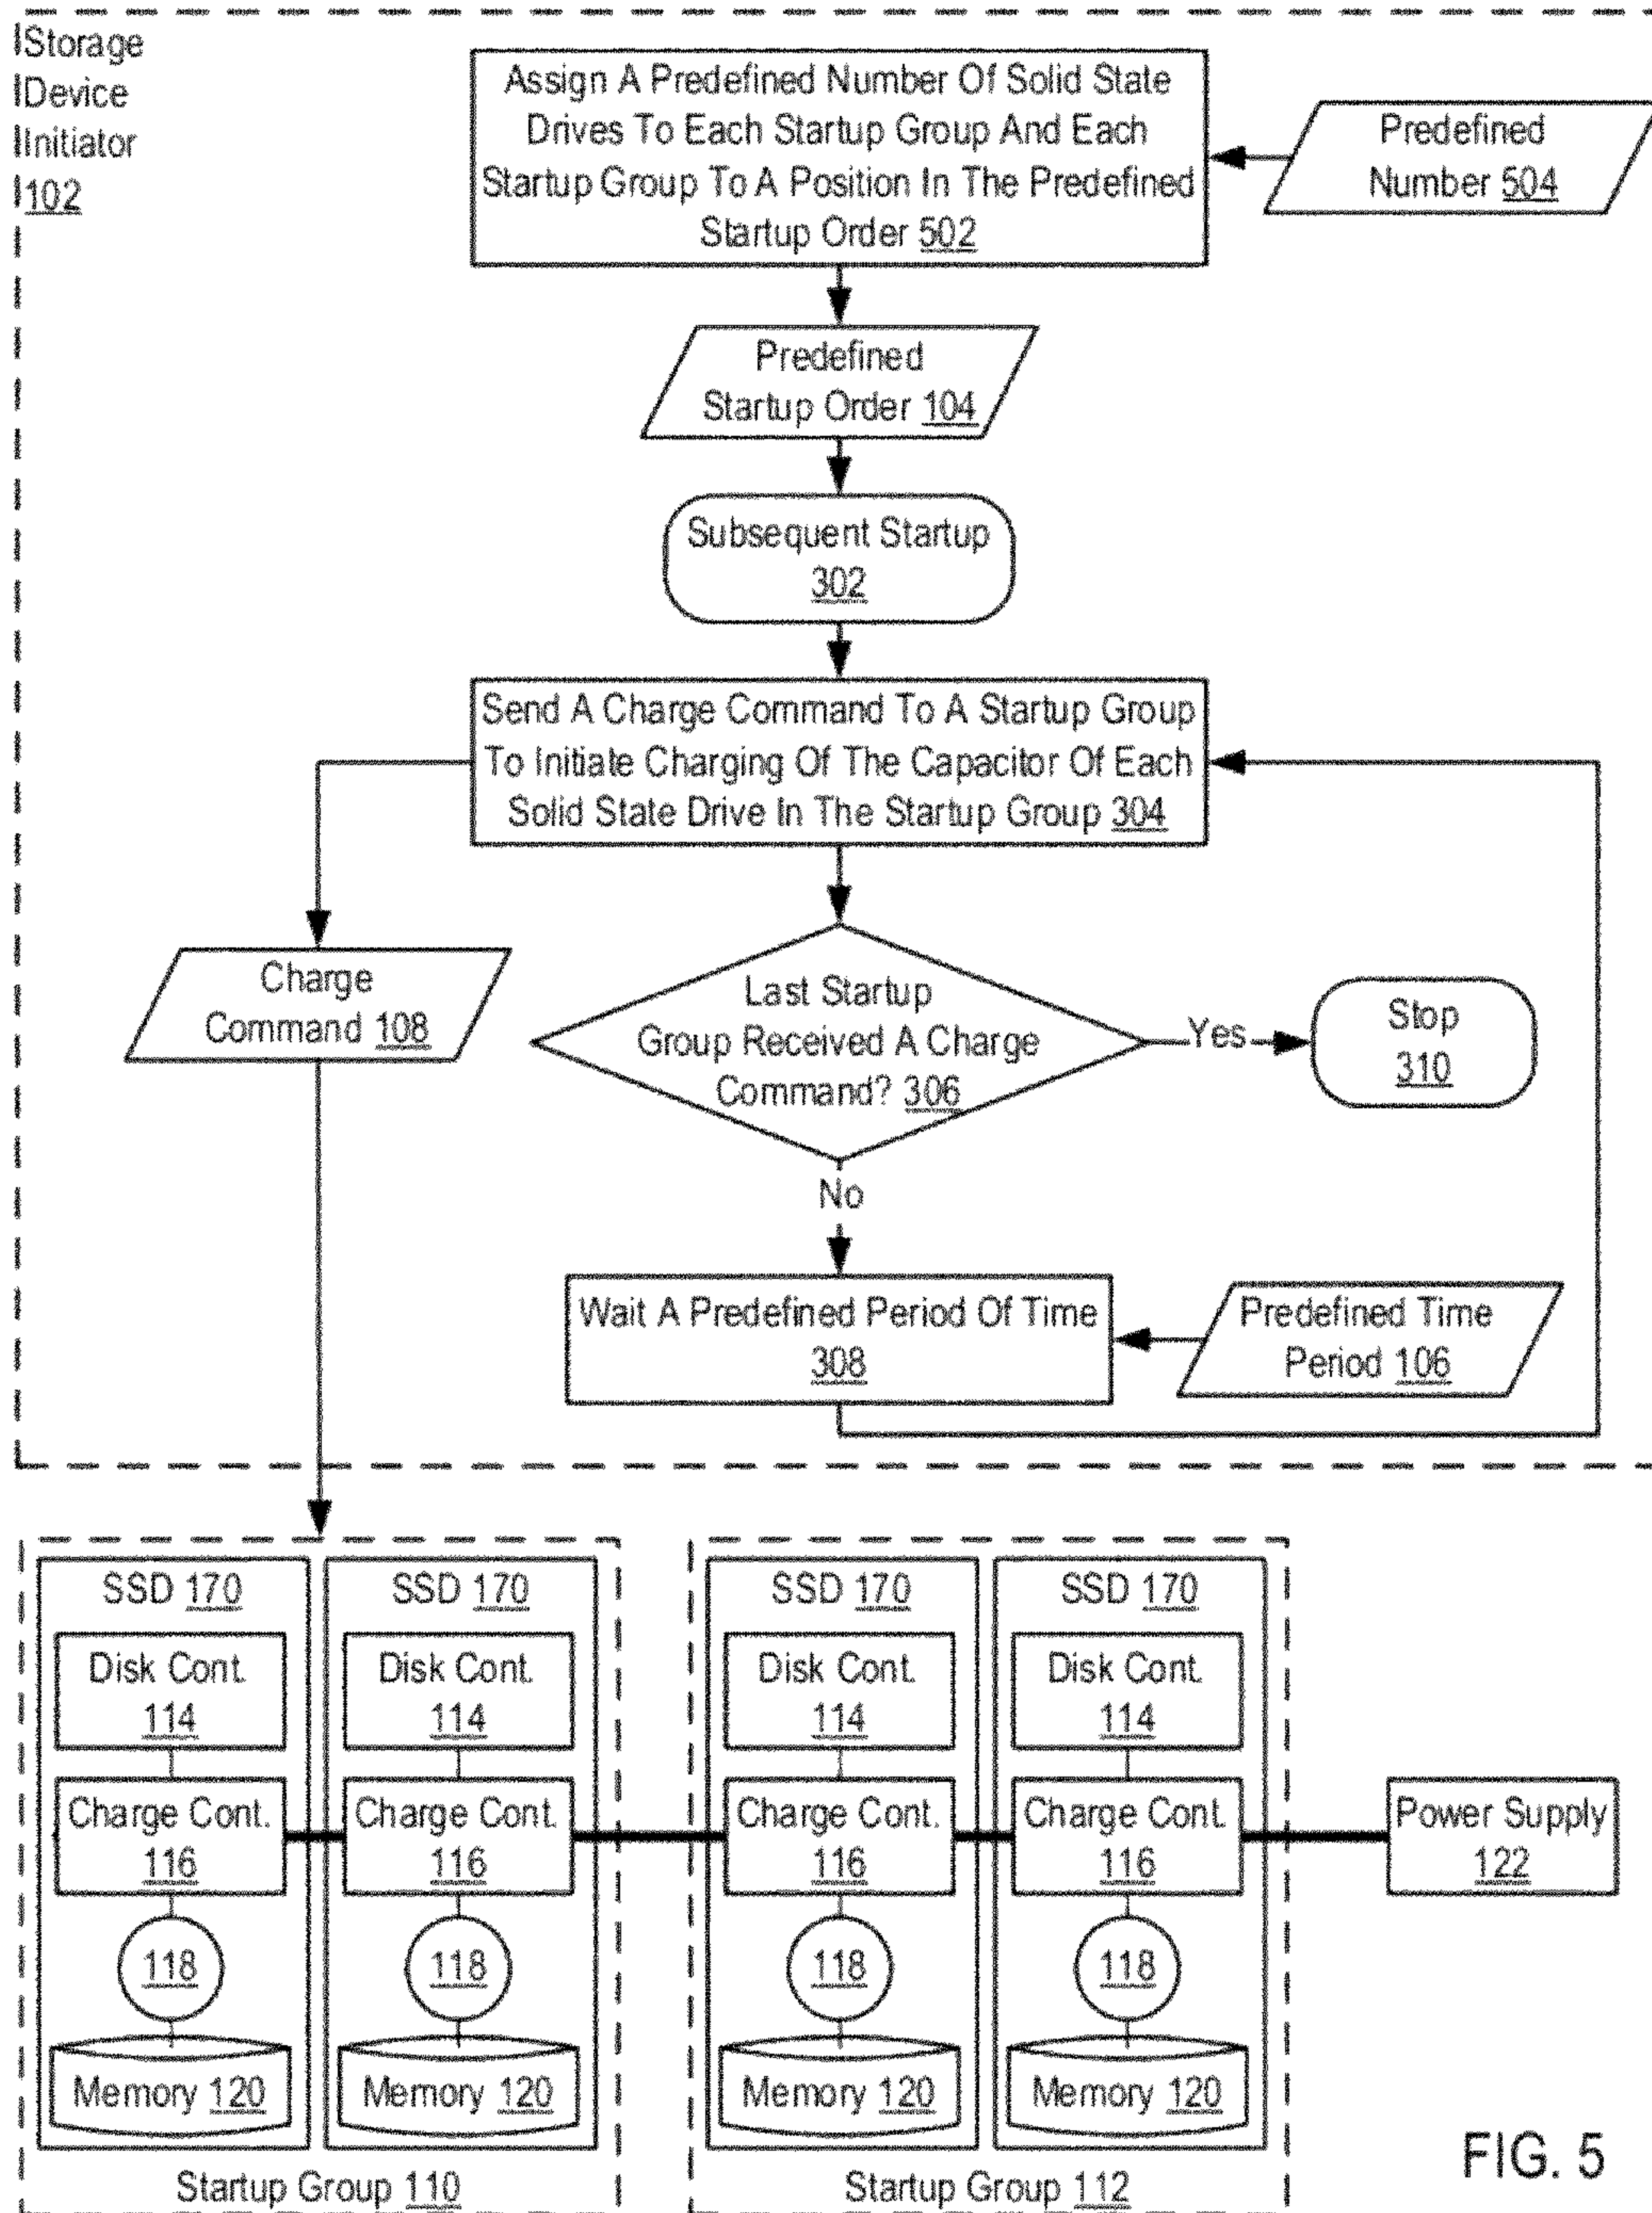 Storage
Device
Initiator
102
Assign A Predefined Number Of Solid State
Drives To Each Startup Group And Each
Startup Group To A Position In The Predefined
Startup Order 502
Predefined
Number 504
Predefined
Startup Order 104
Subsequent Startup
302
Send A Charge Command To A Startup Group
To Initiate Charging Of The Capacitor Of Each
Solid State Drive In The Startup Group 304
Charge
Command 108
Last Startup
Group Received A Charge
Command? 306
Yes
Stop
310
No
Wait A Predefined Period Of Time
308
Predefined Time
Period 106
SSD 170
Disk Cont.
114
Charge Cont.
116
118
Memory 120
SSD 170
Disk Cont.
114
Charge Cont.
116
118
Memory 120
Startup Group 110
SSD 170
Disk Cont.
114
Charge Cont.
116
118
Memory 120
SSD 170
Disk Cont.
114
Charge Cont.
116
118
Memory 120
Startup Group 112
Power Supply
122
FIG. 5